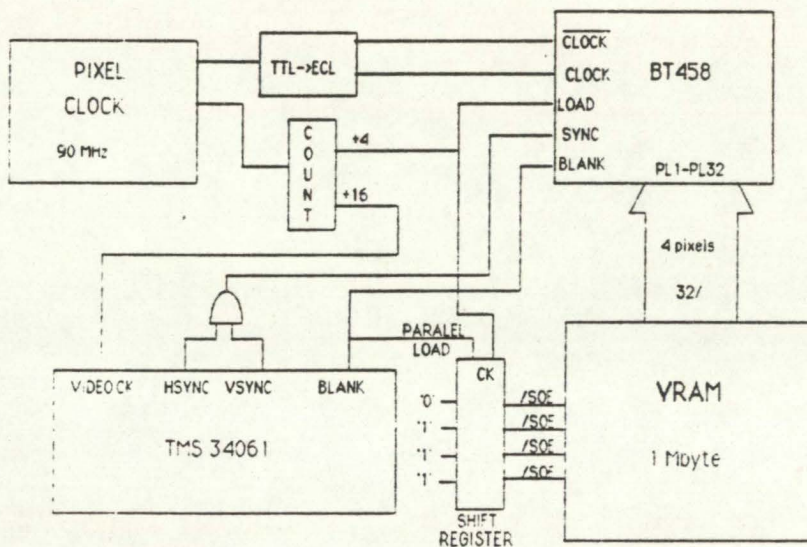 PIXEL
CLOCK
90 MHz
TTL->ECL
C
O
U
N
T
+4
+16
CLOCK
CLOCK
LOAD
SYNC
BLANK
BT458
PL1-PL32
4 pixels
32/
VIDEOCK
HSYNC
VSYNC
BLANK
TMS 34061
PARALEL
LOAD
CK
"0"
"1"
"1"
"1"
/SOE
/SOE
/SOE
/SOE
SHIFT
REGISTER
VRAM
1 Mbyte